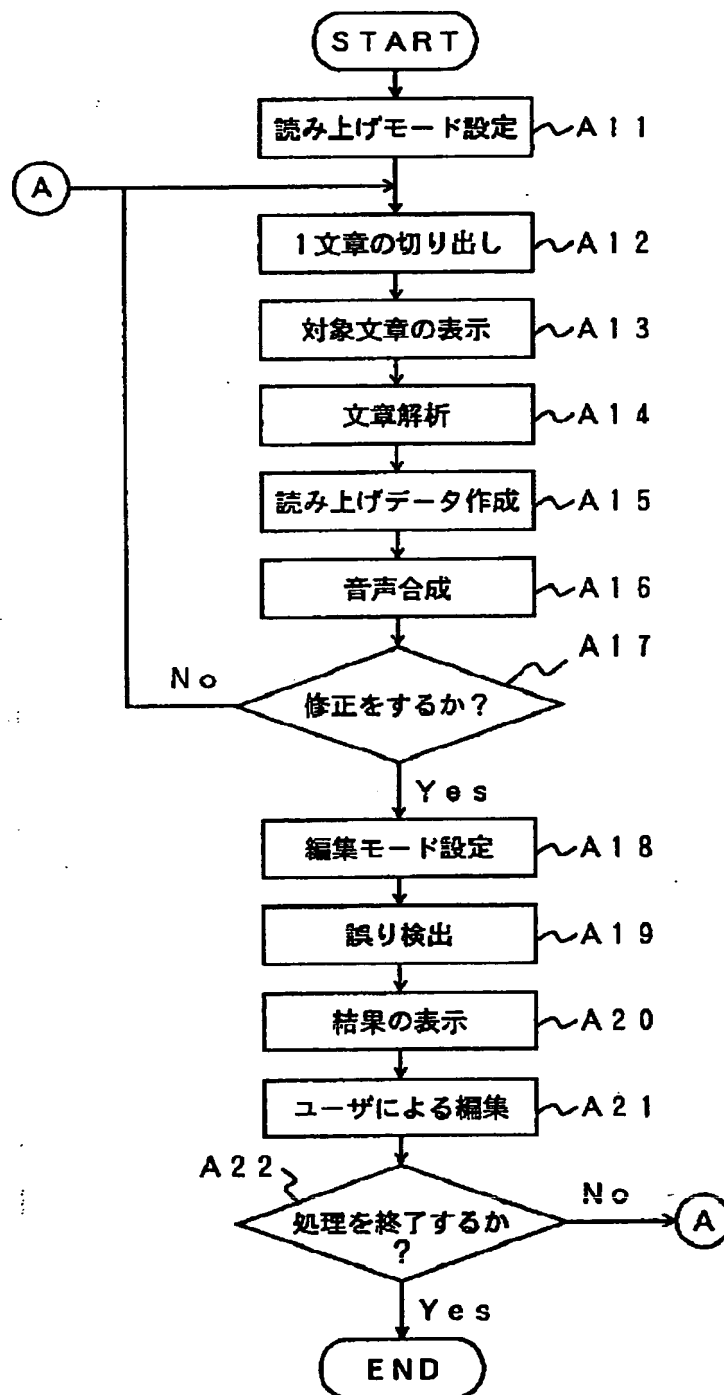 START
読み上げモード設定 A11
A
1文章の切り出し A12
対象文章の表示 A13
文章解析 A14
読み上げデータ作成 A15
音声合成 A16
A17
No
修正をするか?
Yes
編集モード設定 A18
誤り検出 A19
結果の表示 A20
ユーザによる編集 A21
A22
No
処理を終了するか
?
A
Yes
END